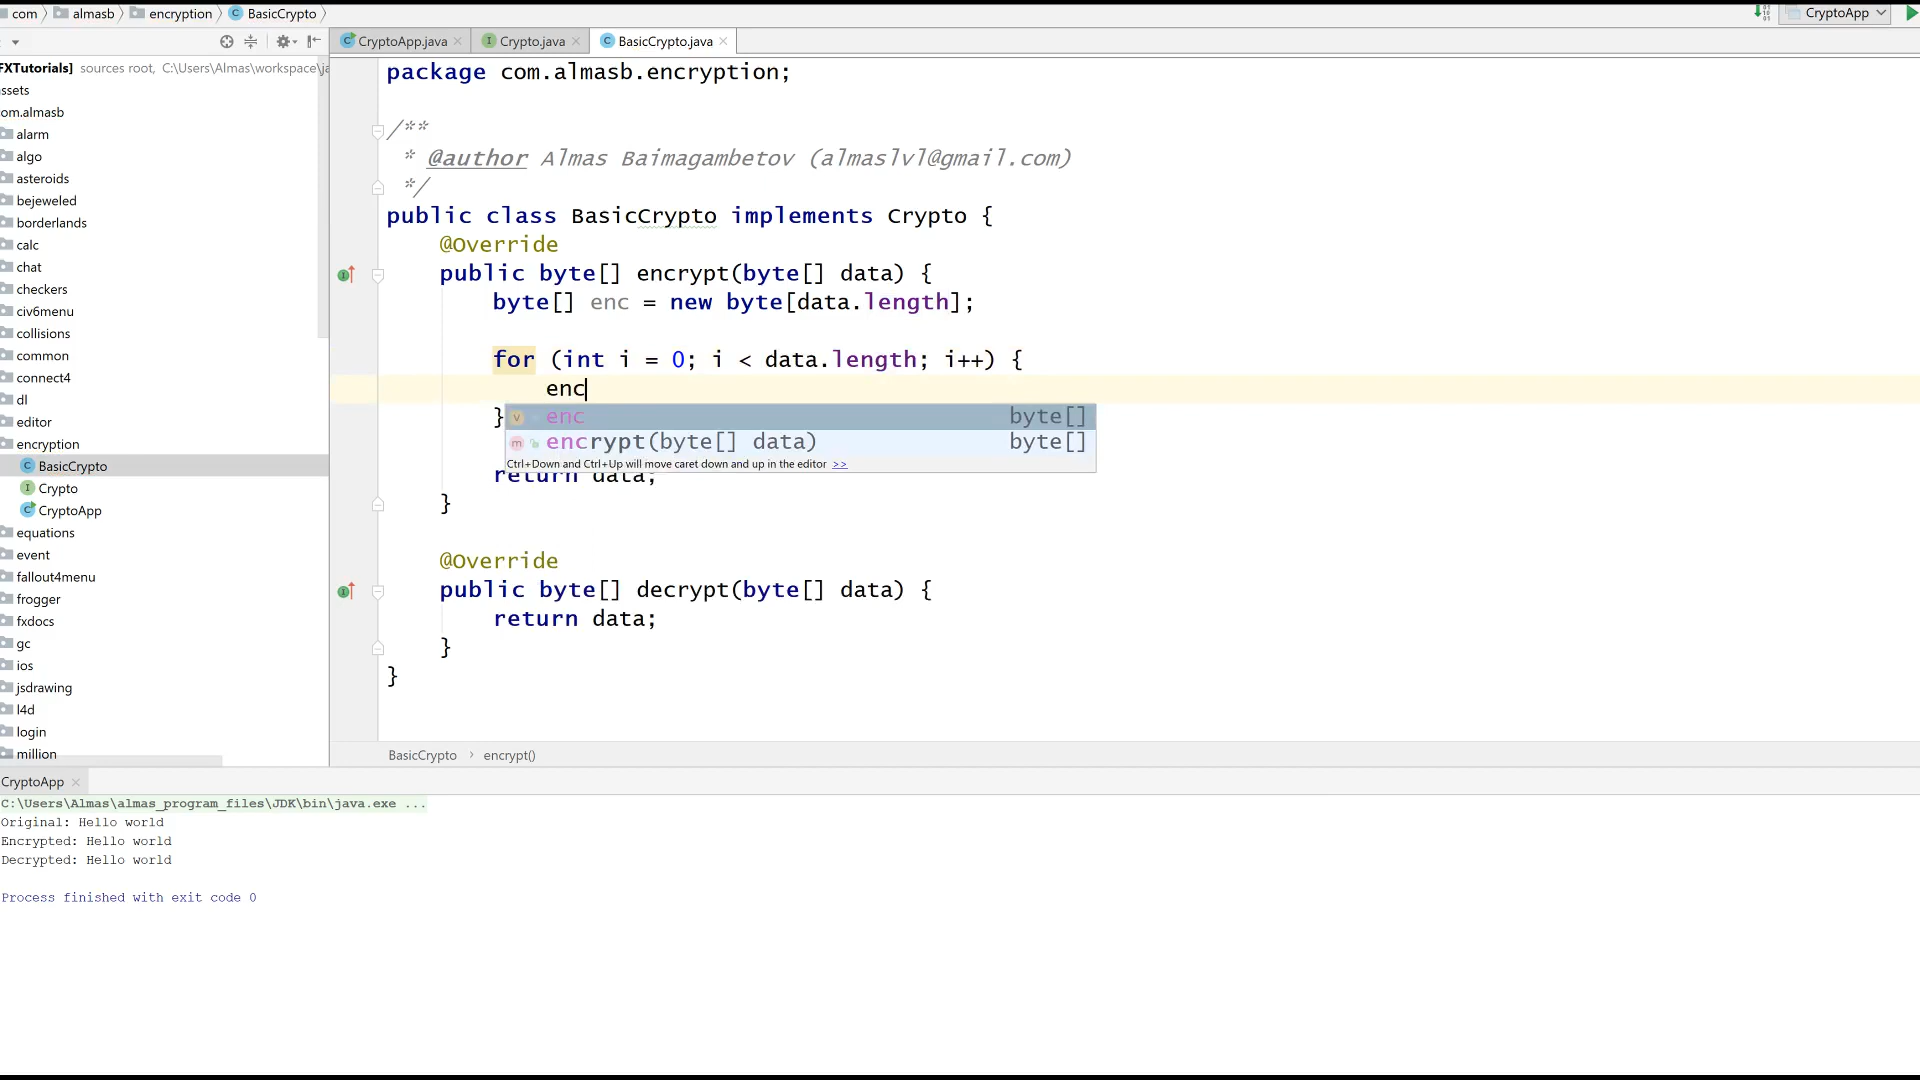 com almasb encryption BasicCrypto CryptoApp
CryptoApp.java Crypto.java BasicCrypto.java
FXTutorials] sources root, C:\Users\Almas\workspace\ja
ssets
om.almasb
alarm
algo
asteroids
bejeweled
borderlands
calc
chat
checkers
civ6menu
collisions
common
connect4
dl
editor
encryption
BasicCrypto
Crypto
CryptoApp
equations
event
fallout4menu
frogger
fxdocs
gc
ios
jsdrawing
l4d
login
million
package com.almasb.encryption;
/**
* @author Almas Baimagambetov (almaslvl@gmail.com)
*/
public class BasicCrypto implements Crypto {
@Override
public byte[] encrypt(byte[] data) {
byte[] enc = new byte[data.length];
for (int i = 0; i < data.length; i++) {
enc
}
enc byte[]
encrypt(byte[] data) byte[]
Ctrl+Down and Ctrl+Up will move caret down and up in the editor >>
return data;
}
@Override
public byte[] decrypt(byte[] data) {
return data;
}
}
BasicCrypto › encrypt()
CryptoApp
C:\Users\Almas\almas_program_files\JDK\bin\java.exe ...
Original: Hello world
Encrypted: Hello world
Decrypted: Hello world
Process finished with exit code 0